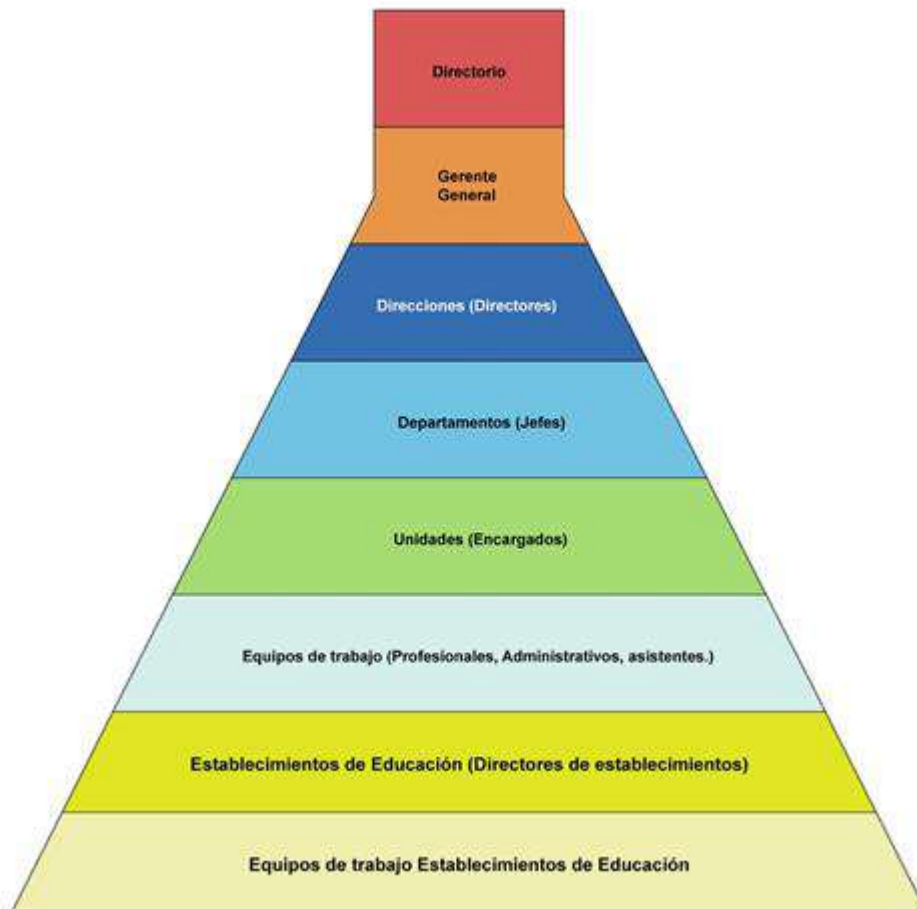 Directorio
Gerente
General
Direcciones (Directores)
Departamentos (Jefes)
Unidades (Encargados)
Equipos de trabajo (Profesionales, Administrativos, asistentes.)
Establecimientos de Educación (Directores de establecimientos)
Equipos de trabajo Establecimientos de Educación